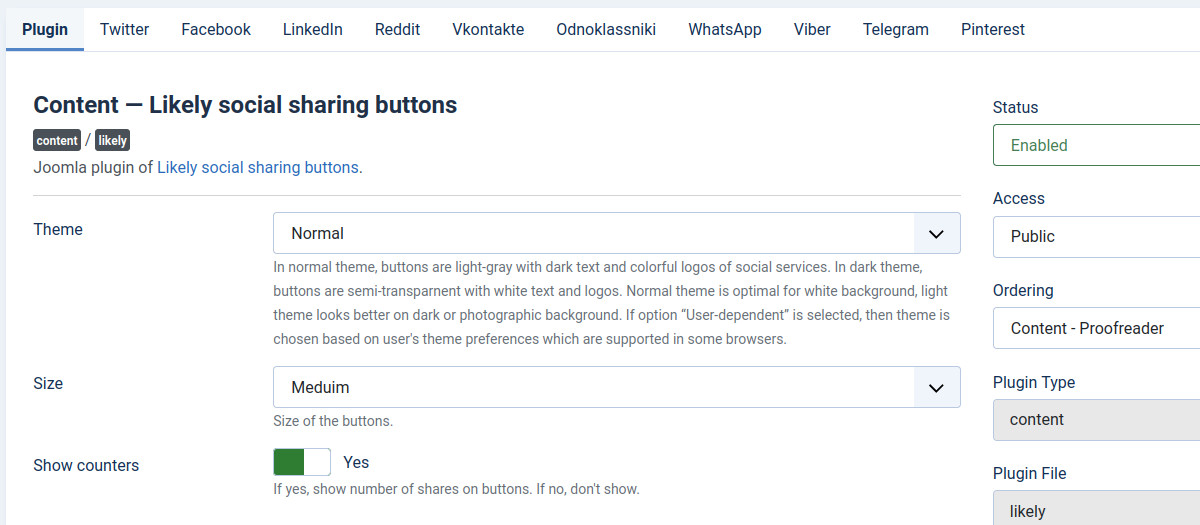 Plugin Twitter Facebook LinkedIn Reddit Vkontakte Odnoklassniki WhatsApp Viber Telegram Pinterest
Content — Likely social sharing buttons
content / likely
Joomla plugin of Likely social sharing buttons.
Theme
Normal
In normal theme, buttons are light-gray with dark text and colorful logos of social services. In dark theme,
buttons are semi-transparnent with white text and logos. Normal theme is optimal for white background, light
theme looks better on dark or photographic background. If option “User-dependent” is selected, then theme is
chosen based on user's theme preferences which are supported in some browsers.
Size
Meduim
Size of the buttons.
Show counters
Yes
If yes, show number of shares on buttons. If no, don't show.
Status
Enabled
Access
Public
Ordering
Content - Proofreader
Plugin Type
content
Plugin File
likely